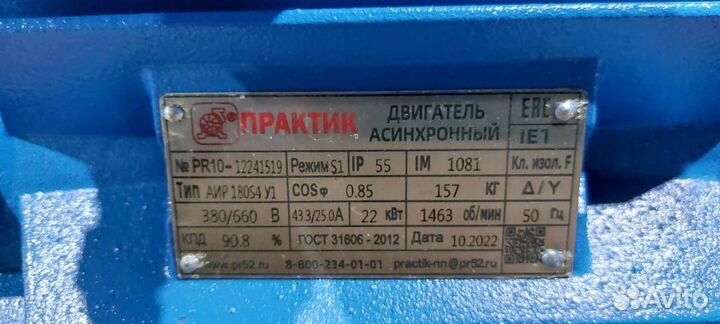 ПРАКТИК ДВИГАТЕЛЬ АСИНХРОННЫЙ EAC IE1
№ PR10-12241519 Режим S1 IP 55 IM 1081 Кл. изол. F
Тип АИР 180S4 У1 COSφ 0.85 157 КГ Δ/Y
380/660 В 43.3/25.0 А 22 кВт 1463 об/мин 50 Гц
КПД 90.8 % ГОСТ 31606-2012 Дата 10.2022
www.pr52.ru 8-800-234-01-01 practik-nn@pr52.ru
Avito